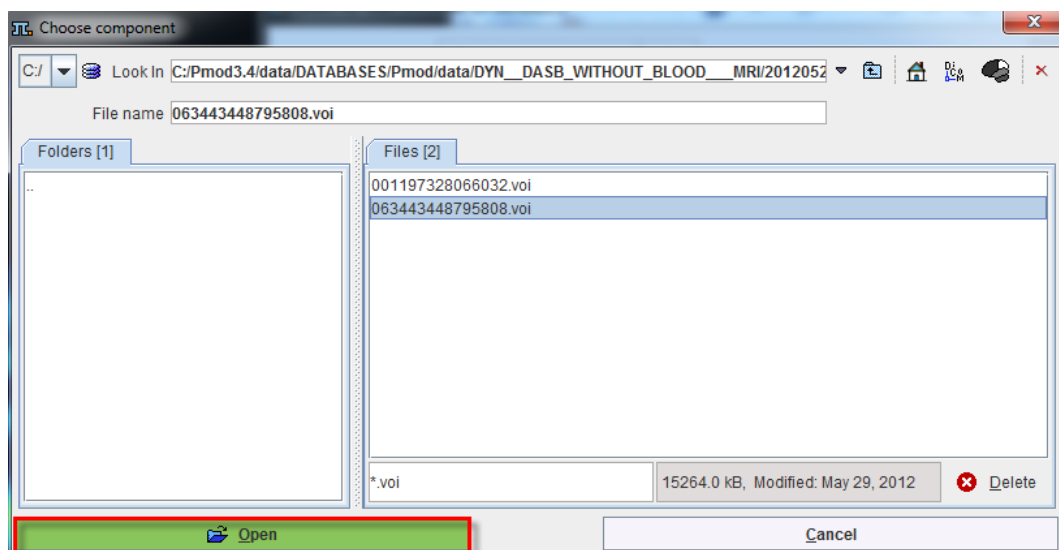 Choose component
C:/ Look In C:/Pmod3.4/data/DATABASES/Pmod/data/DYN__DASB_WITHOUT_BLOOD___MRI/2012052
File name 063443448795808.voi
Folders [1] Files [2]
..
001197328066032.voi
063443448795808.voi
*.voi 15264.0 kB, Modified: May 29, 2012 Delete
Open Cancel